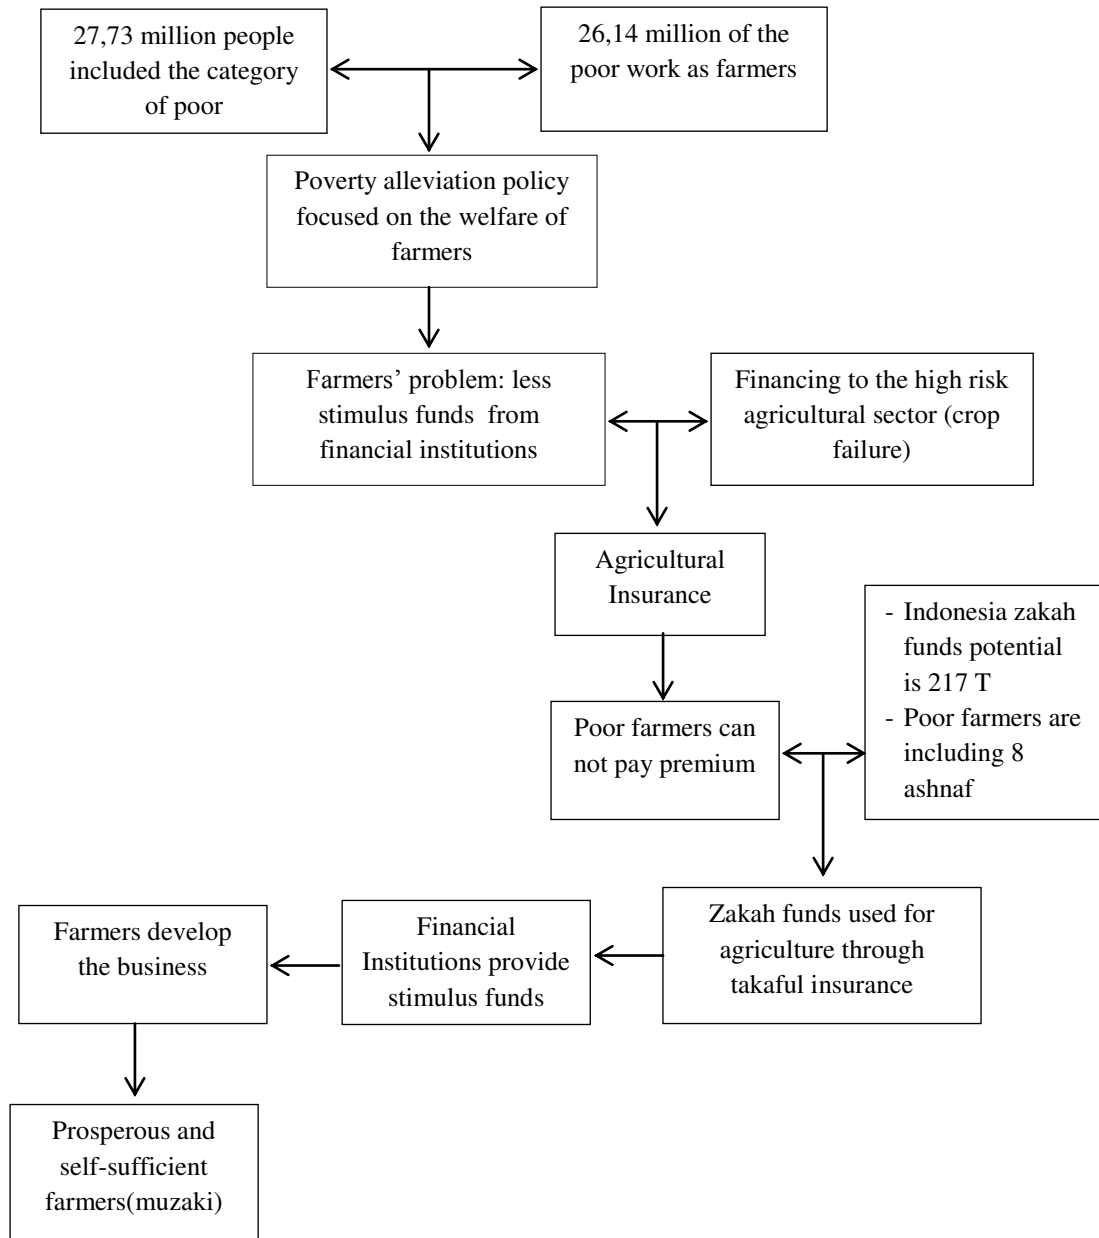 27,73 million people
included the category
of poor
26,14 million of the
poor work as farmers
Poverty alleviation policy
focused on the welfare of
farmers
Farmers’ problem: less
stimulus funds from
financial institutions
Financing to the high risk
agricultural sector (crop
failure)
Agricultural
Insurance
- Indonesia zakah
funds potential
is 217 T
- Poor farmers are
including 8
ashnaf
Poor farmers can
not pay premium
Zakah funds used for
agriculture through
takaful insurance
Financial
Institutions provide
stimulus funds
Farmers develop
the business
Prosperous and
self-sufficient
farmers(muzaki)